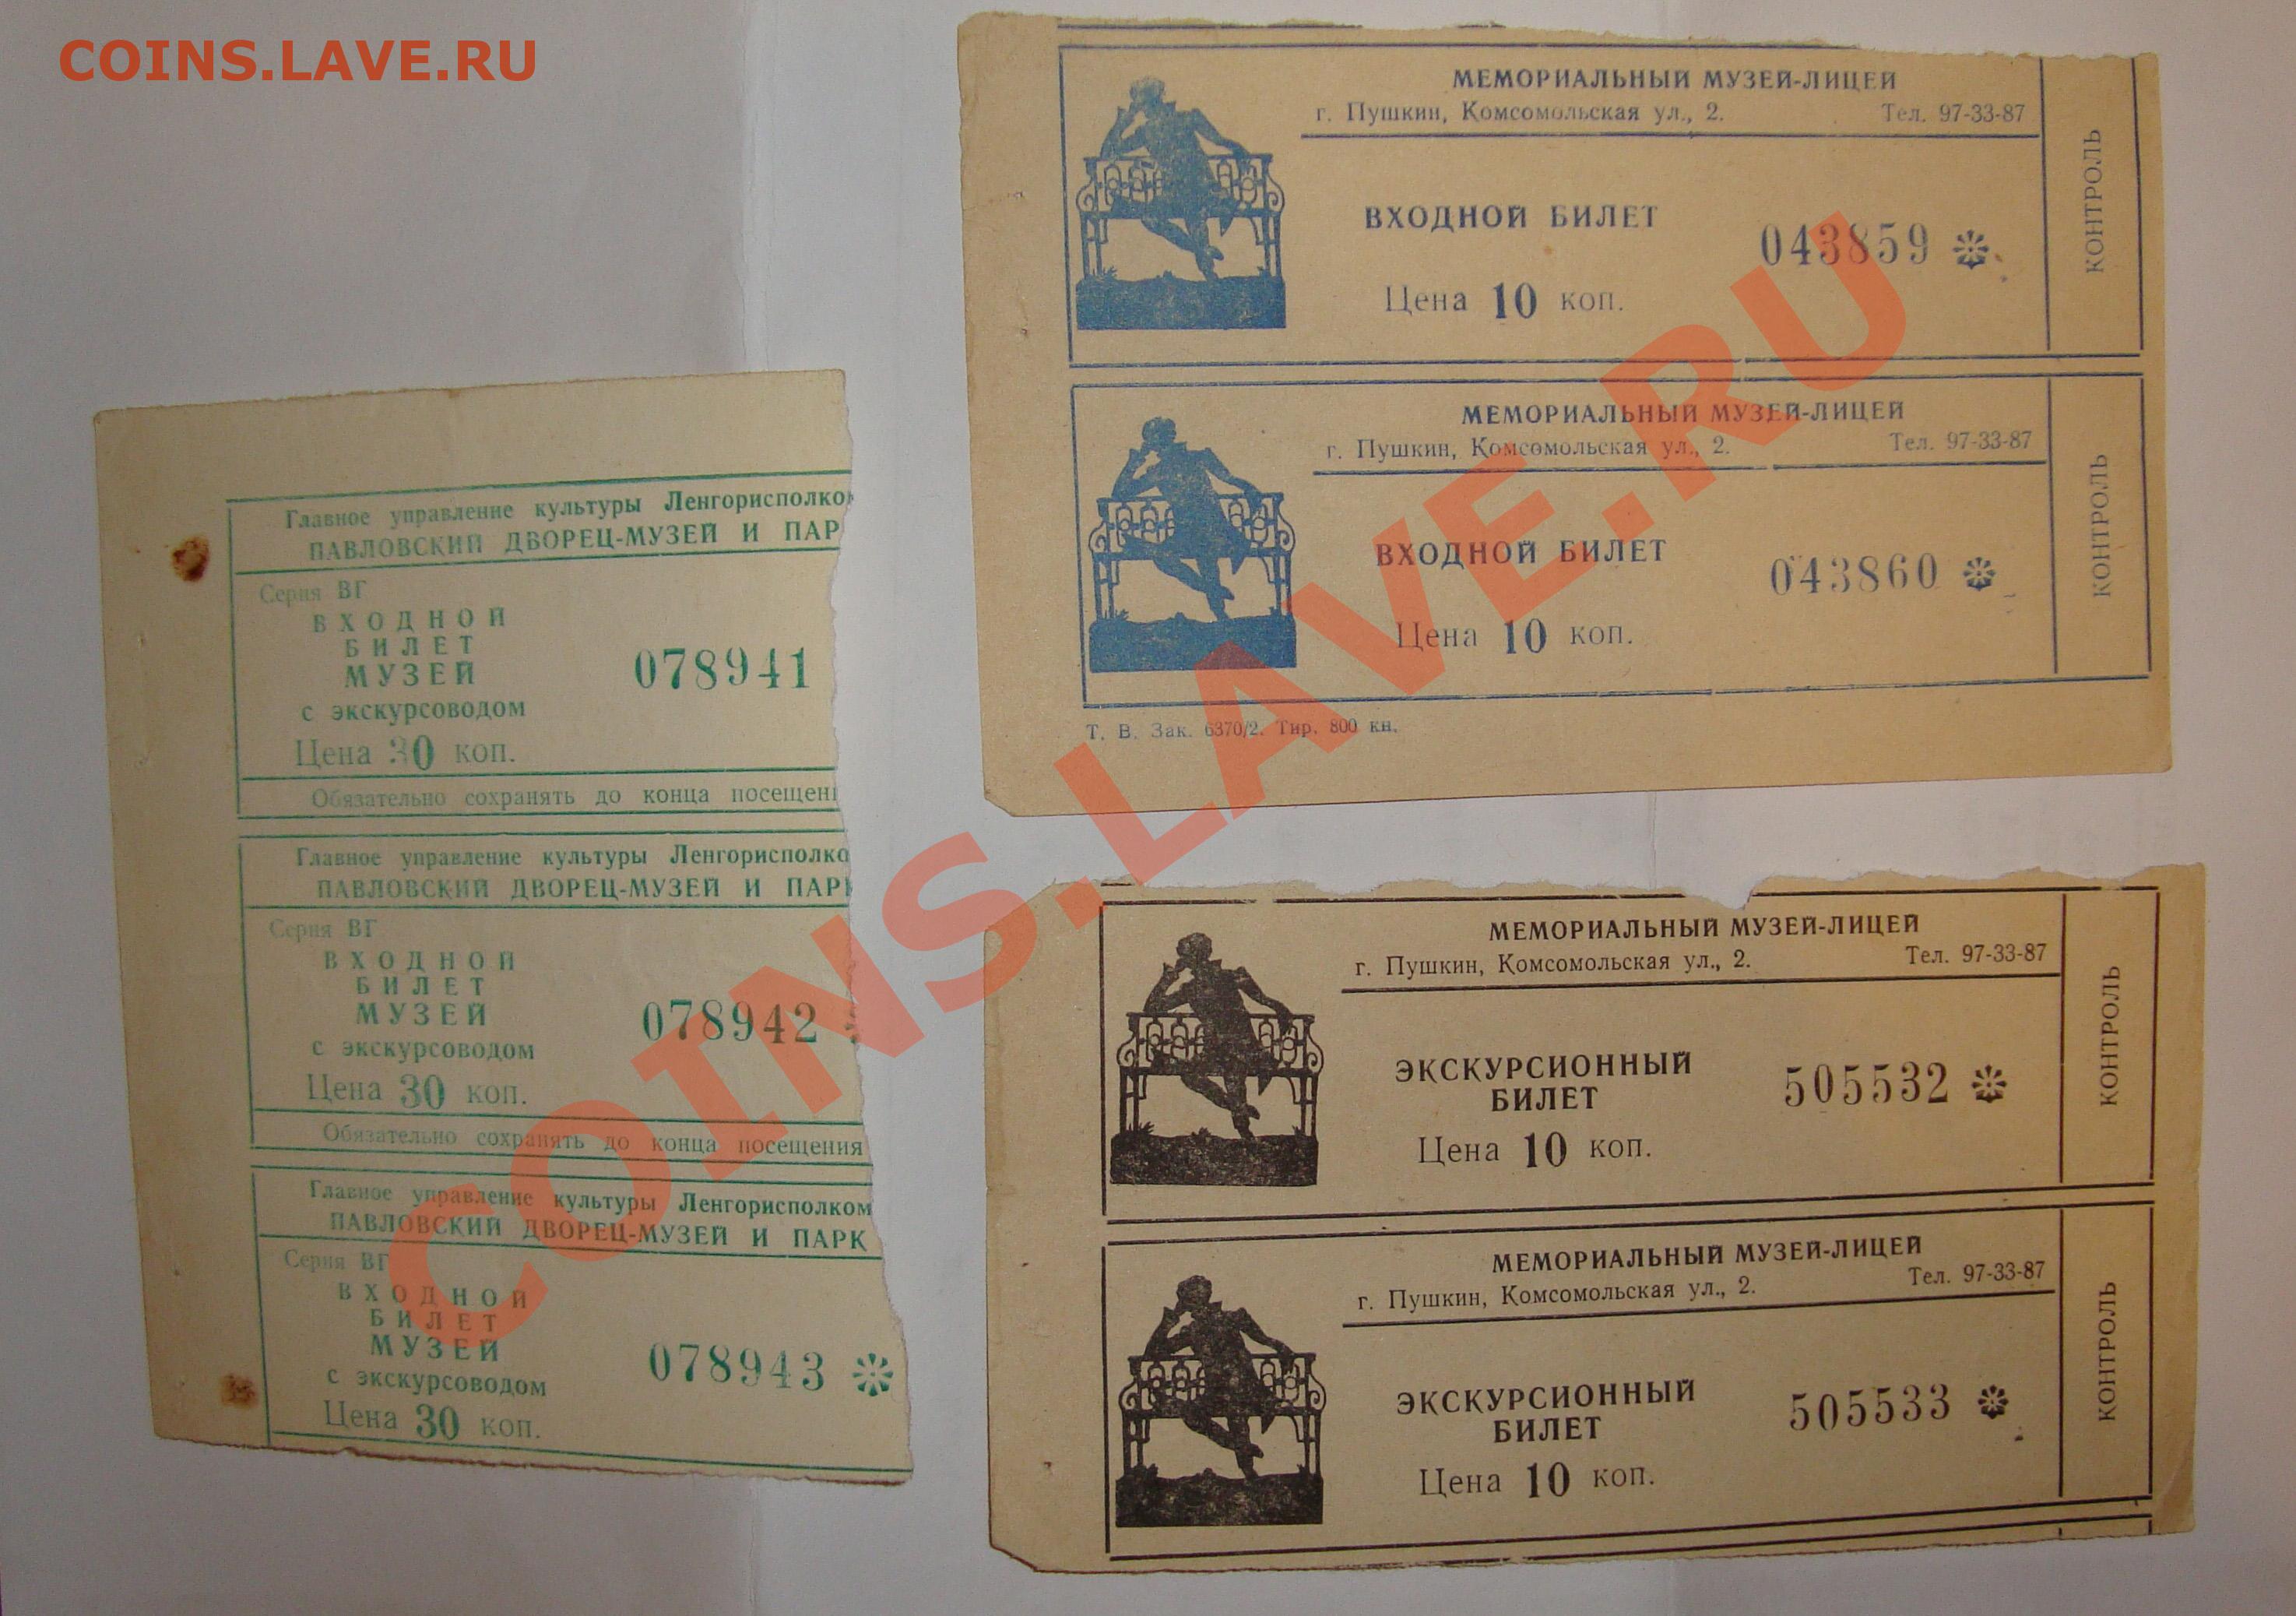 COINS.LAVE.RU
Главное управление культуры Ленгорисполко
ПАВЛОВСКИЙ ДВОРЕЦ-МУЗЕЙ И ПАР
Серия ВГ
ВХОДНОЙ
БИЛЕТ
МУЗЕЙ
с экскурсоводом
078941
Цена 30 коп.
Обязательно сохранять до конца посещен
Главное управление культуры Ленгорисполко
ПАВЛОВСКИЙ ДВОРЕЦ-МУЗЕЙ И ПАРК
Серия ВГ
ВХОДНОЙ
БИЛЕТ
МУЗЕЙ
с экскурсоводом
078942
Цена 30 коп.
Обязательно сохранять до конца посещения
Главное управление культуры Ленгорисполком
ПАВЛОВСКИЙ ДВОРЕЦ-МУЗЕЙ И ПАРК
Серия ВГ
ВХОДНОЙ
БИЛЕТ
МУЗЕЙ
с экскурсоводом
078943
Цена 30 коп.
МЕМОРИАЛЬНЫЙ МУЗЕЙ-ЛИЦЕЙ
г. Пушкин, Комсомольская ул., 2. Тел. 97-33-87
ВХОДНОЙ БИЛЕТ
043859
Цена 10 коп.
КОНТРОЛЬ
МЕМОРИАЛЬНЫЙ МУЗЕЙ-ЛИЦЕЙ
г. Пушкин, Комсомольская ул., 2. Тел. 97-33-87
ВХОДНОЙ БИЛЕТ
043860
Цена 10 коп.
КОНТРОЛЬ
Т. В. Зак. 6370/2. Тир. 800 кн.
МЕМОРИАЛЬНЫЙ МУЗЕЙ-ЛИЦЕЙ
г. Пушкин, Комсомольская ул., 2. Тел. 97-33-87
ЭКСКУРСИОННЫЙ
БИЛЕТ
505532
Цена 10 коп.
КОНТРОЛЬ
МЕМОРИАЛЬНЫЙ МУЗЕЙ-ЛИЦЕЙ
г. Пушкин, Комсомольская ул., 2. Тел. 97-33-87
ЭКСКУРСИОННЫЙ
БИЛЕТ
505533
Цена 10 коп.
КОНТРОЛЬ
COINS.LAVE.RU